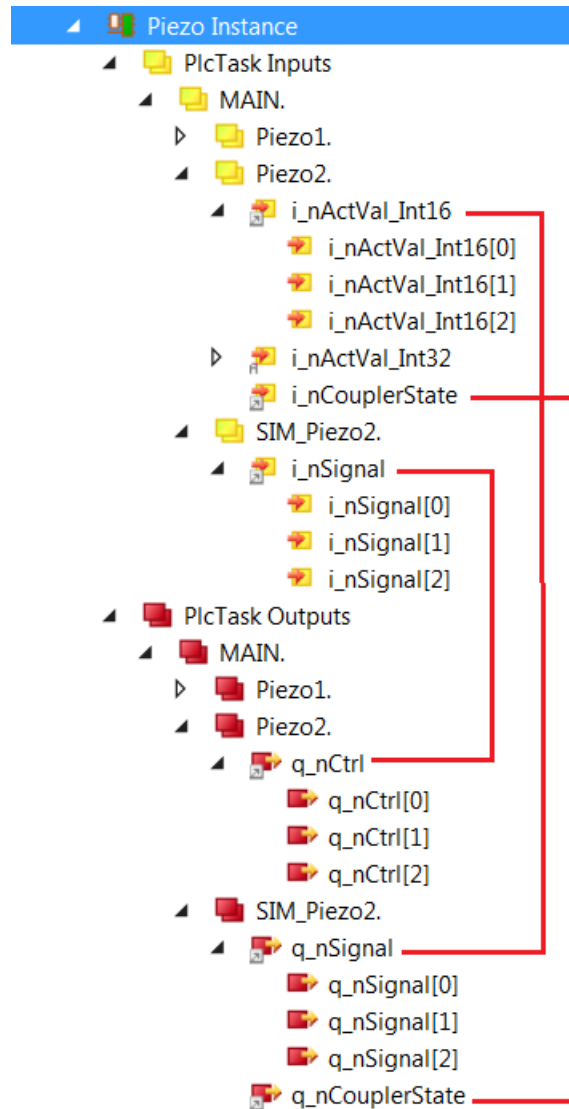 Piezo Instance
PlcTask Inputs
MAIN.
Piezo1.
Piezo2.
i_nActVal_Int16
i_nActVal_Int16[0]
i_nActVal_Int16[1]
i_nActVal_Int16[2]
i_nActVal_Int32
i_nCouplerState
SIM_Piezo2.
i_nSignal
i_nSignal[0]
i_nSignal[1]
i_nSignal[2]
PlcTask Outputs
MAIN.
Piezo1.
Piezo2.
q_nCtrl
q_nCtrl[0]
q_nCtrl[1]
q_nCtrl[2]
SIM_Piezo2.
q_nSignal
q_nSignal[0]
q_nSignal[1]
q_nSignal[2]
q_nCouplerState